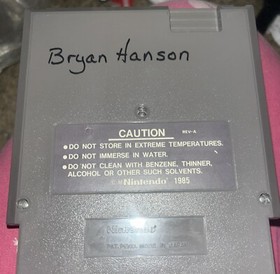 Bryan Hanson
CAUTION REV-A
●DO NOT STORE IN EXTREME TEMPERATURES.
●DO NOT IMMERSE IN WATER.
●DO NOT CLEAN WITH BENZENE, THINNER,
ALCOHOL OR OTHER SUCH SOLVENTS.
©Nintendo® 1985
Nintendo